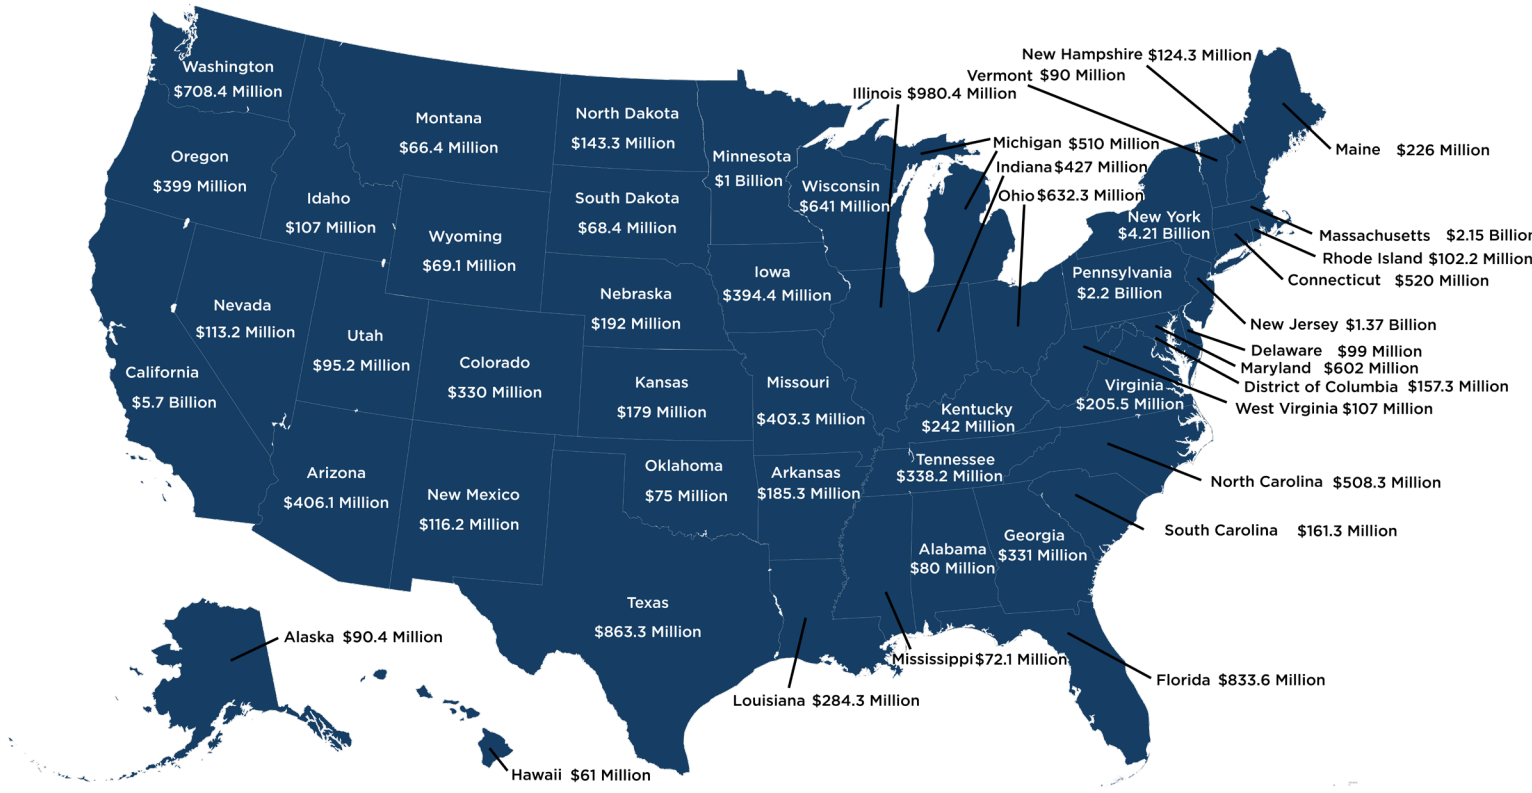 New Hampshire $124.3 Million
Vermont $90 Million
Illinois $980.4 Million
Washington
$708.4 Million
Montana
$66.4 Million
North Dakota
$143.3 Million
Minnesota
$1 Billion
Michigan $510 Million
Indiana $427 Million
Ohio $632.3 Million
Maine $226 Million
Oregon
$399 Million
Idaho
$107 Million
Wyoming
$69.1 Million
South Dakota
$68.4 Million
Wisconsin
$641 Million
New York
$4.21 Billion
Massachusetts $2.15 Billion
Rhode Island $102.2 Million
Connecticut $520 Million
Nevada
$113.2 Million
Utah
$95.2 Million
Colorado
$330 Million
Nebraska
$192 Million
Iowa
$394.4 Million
Pennsylvania
$2.2 Billion
New Jersey $1.37 Billion
Delaware $99 Million
Maryland $602 Million
District of Columbia $157.3 Million
West Virginia $107 Million
California
$5.7 Billion
Kansas
$179 Million
Missouri
$403.3 Million
Kentucky
$242 Million
Virginia
$205.5 Million
Arizona
$406.1 Million
New Mexico
$116.2 Million
Oklahoma
$75 Million
Arkansas
$185.3 Million
Tennessee
$338.2 Million
North Carolina $508.3 Million
South Carolina $161.3 Million
Georgia
$331 Million
Alabama
$80 Million
Texas
$863.3 Million
Mississippi $72.1 Million
Louisiana $284.3 Million
Florida $833.6 Million
Alaska $90.4 Million
Hawaii $61 Million